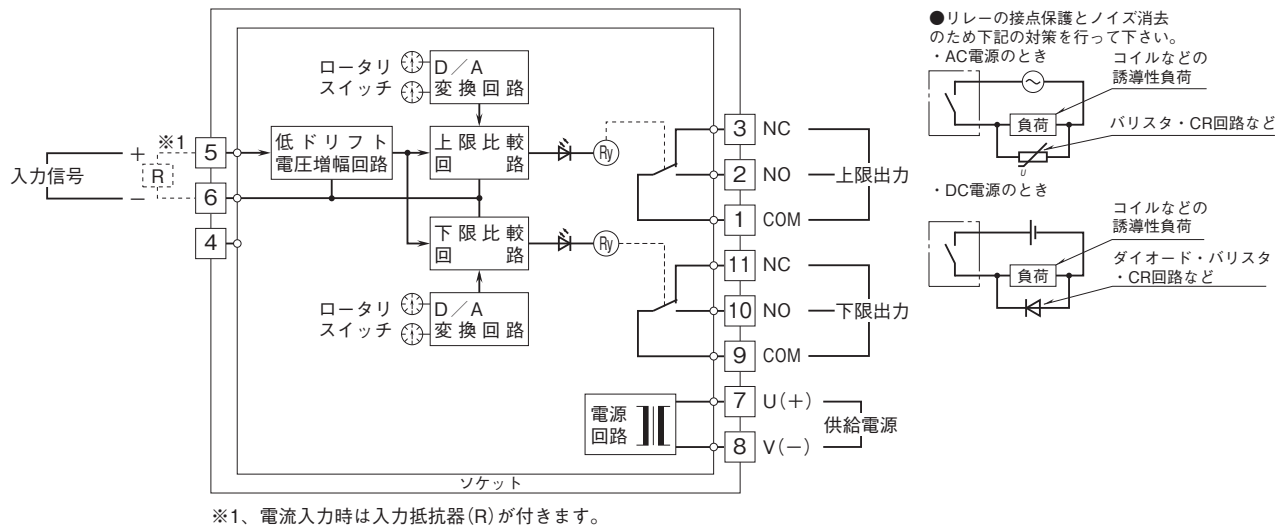 ●リレーの接点保護とノイズ消去
のため下記の対策を行って下さい。
・AC電源のとき
コイルなどの
誘導性負荷
負荷
バリスタ・CR回路など
U
・DC電源のとき
コイルなどの
誘導性負荷
負荷
ダイオード・バリスタ
・CR回路など
ロータリ
スイッチ
D／A
変換回路
入力信号
＋
－
※1
R
5
6
4
低ドリフト
電圧増幅回路
上限比較
回路
Ry
下限比較
回路
Ry
ロータリ
スイッチ
D／A
変換回路
3 NC
2 NO
1 COM
上限出力
11 NC
10 NO
9 COM
下限出力
電源
回路
7 U(＋)
8 V(－)
供給電源
ソケット
※1、電流入力時は入力抵抗器(R)が付きます。